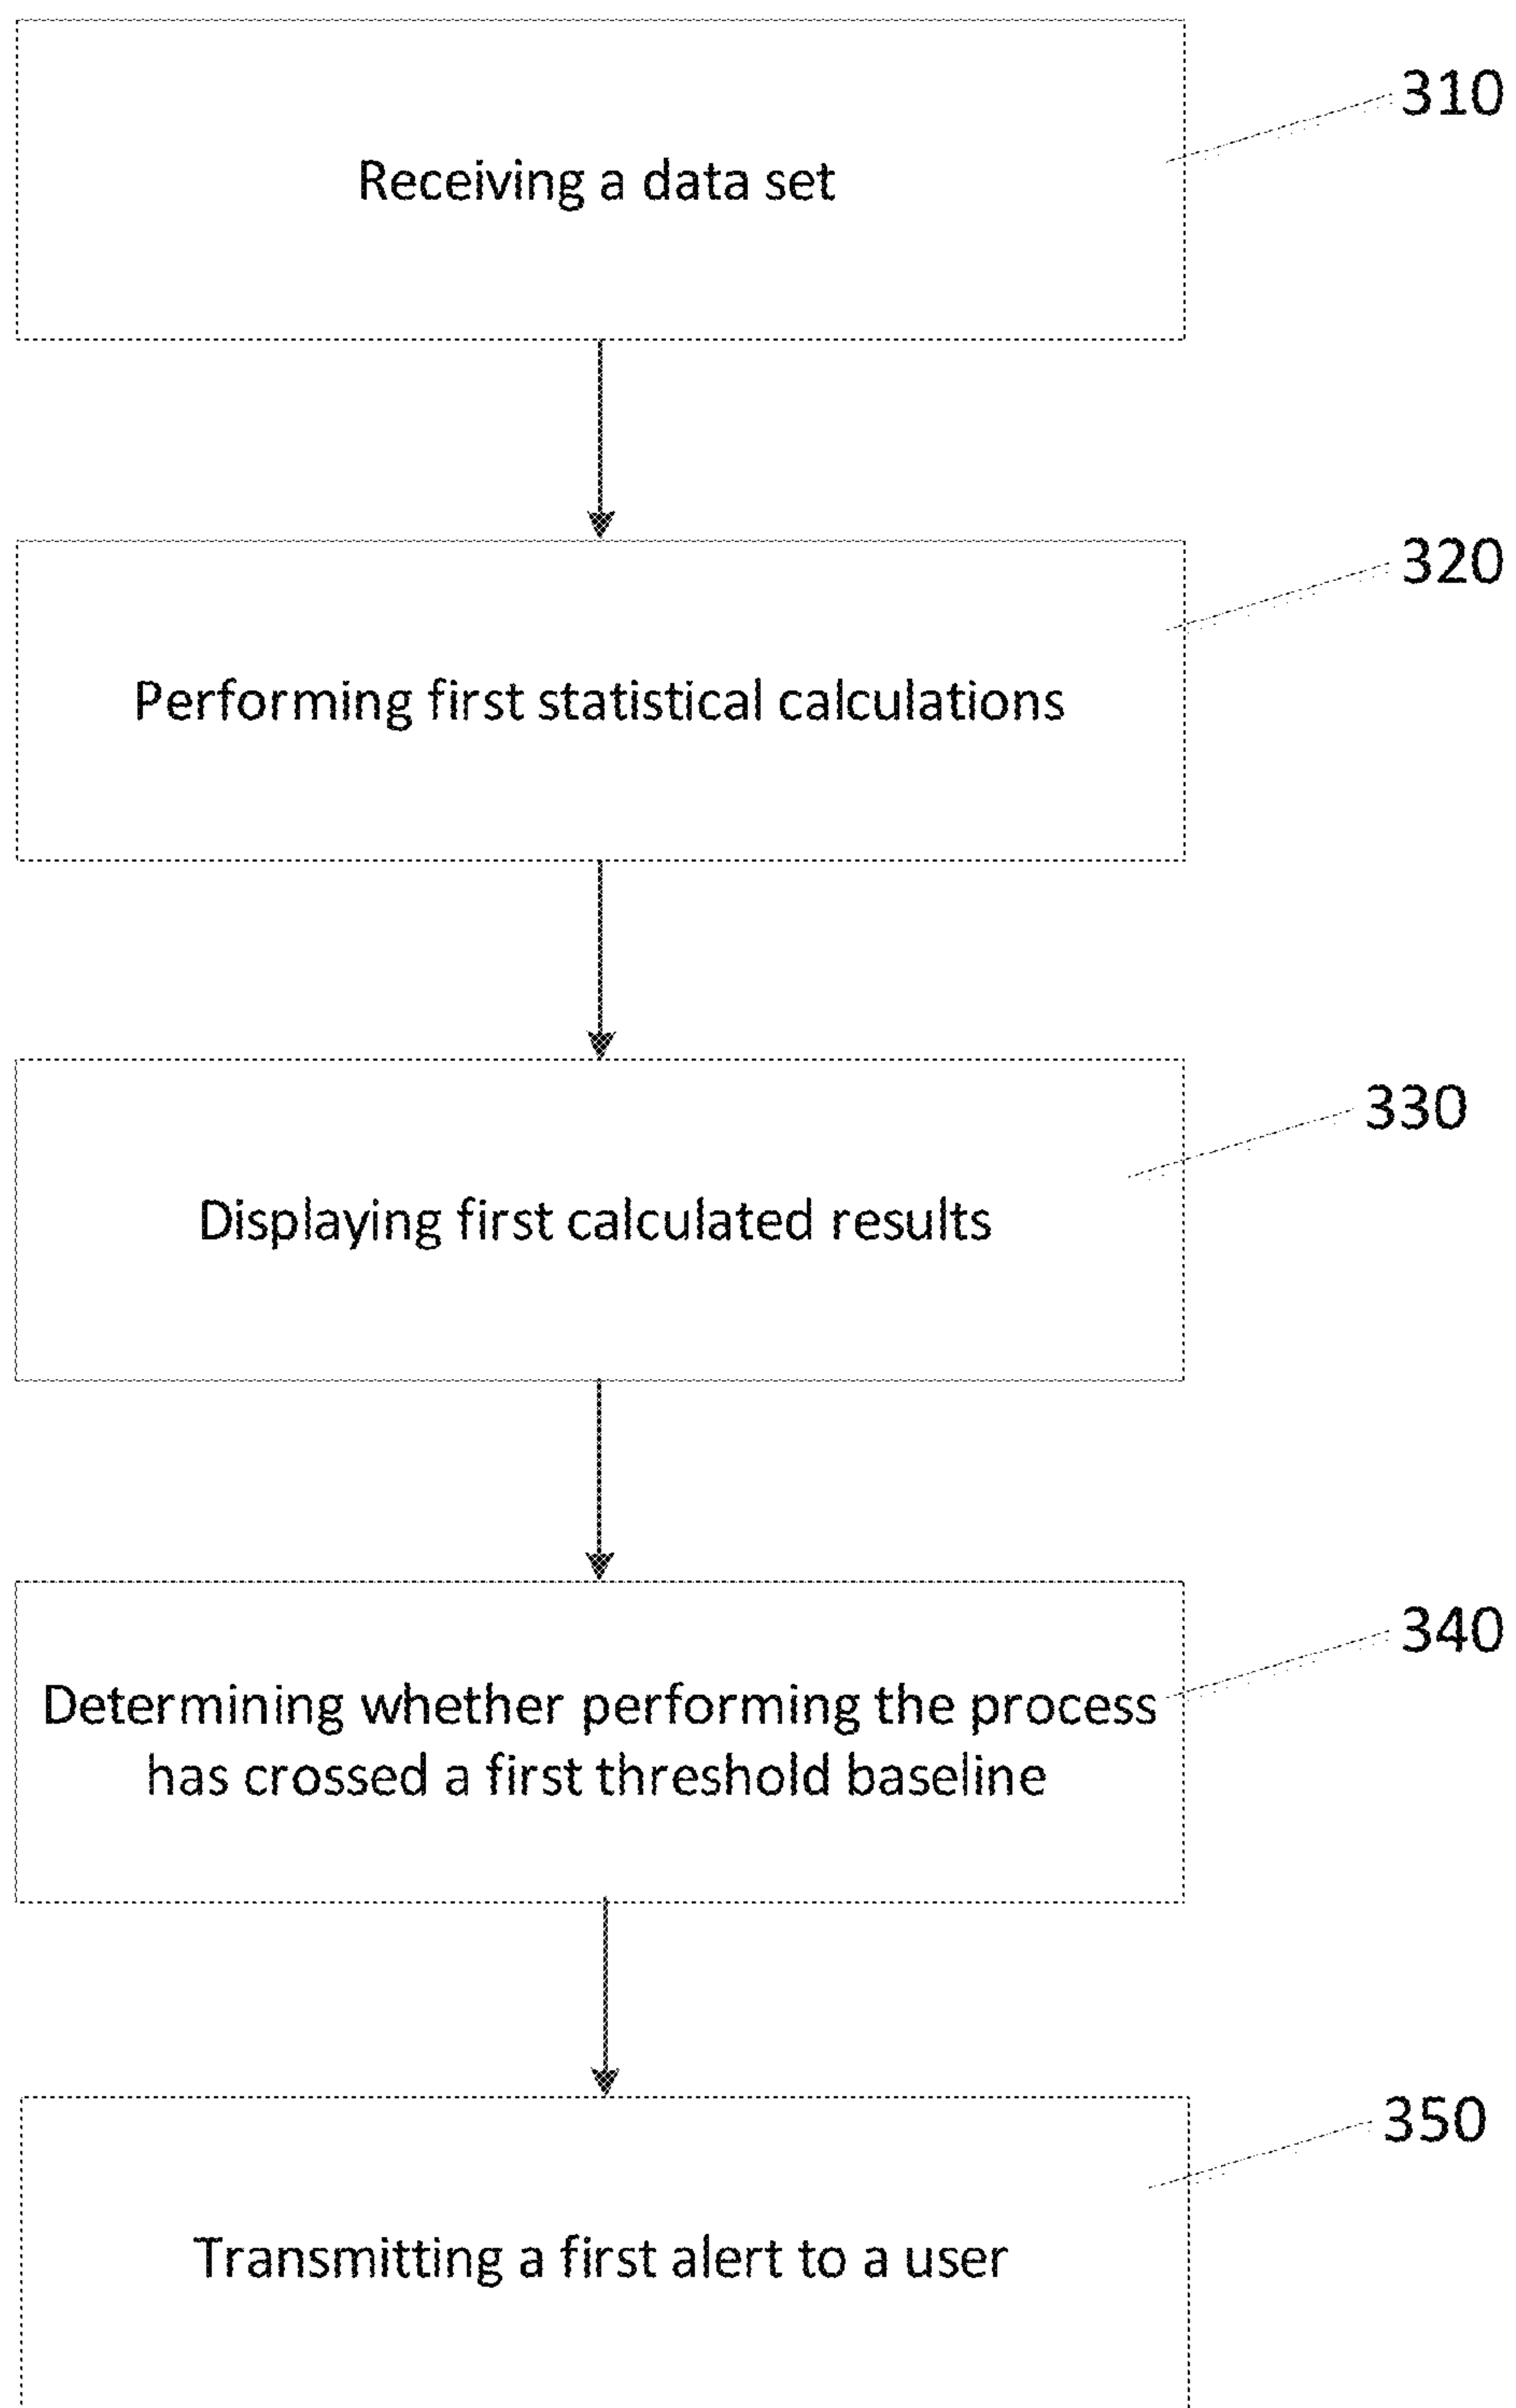 310
Receiving a data set
320
Performing first statistical calculations
330
Displaying first calculated results
340
Determining whether performing the process
has crossed a first threshold baseline
350
Transmitting a first alert to a user